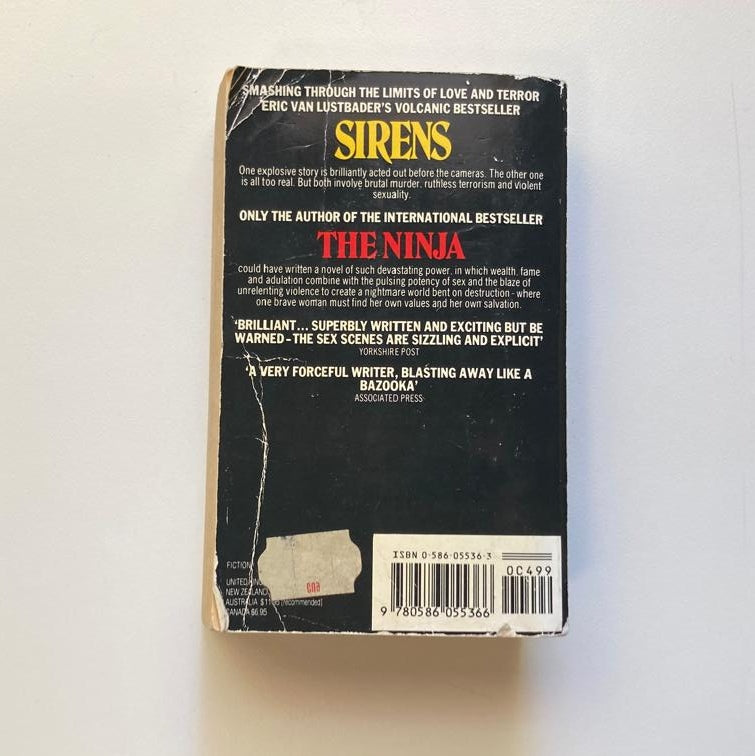 SMASHING THROUGH THE LIMITS OF LOVE AND TERROR
ERIC VAN LUSTBADER'S VOLCANIC BESTSELLER
SIRENS
One explosive story is brilliantly acted out before the cameras. The other one
is all too real. But both involve brutal murder, ruthless terrorism and violent
sexuality.
ONLY THE AUTHOR OF THE INTERNATIONAL BESTSELLER
THE NINJA
could have written a novel of such devastating power, in which wealth, fame
and adulation combine with the pulsing potency of sex and the blaze of
unrelenting violence to create a nightmare world bent on destruction - where
one brave woman must find her own values and her own salvation.
'BRILLIANT... SUPERBLY WRITTEN AND EXCITING BUT BE
WARNED - THE SEX SCENES ARE SIZZLING AND EXPLICIT'
YORKSHIRE POST
'A VERY FORCEFUL WRITER, BLASTING AWAY LIKE A
BAZOOKA'
ASSOCIATED PRESS
FICTION
UNITED
NEW ZEALAND
AUSTRALIA (recommended)
CANADA $6.95
ISBN 0-586-05536-3
0C499
9 780586 055366